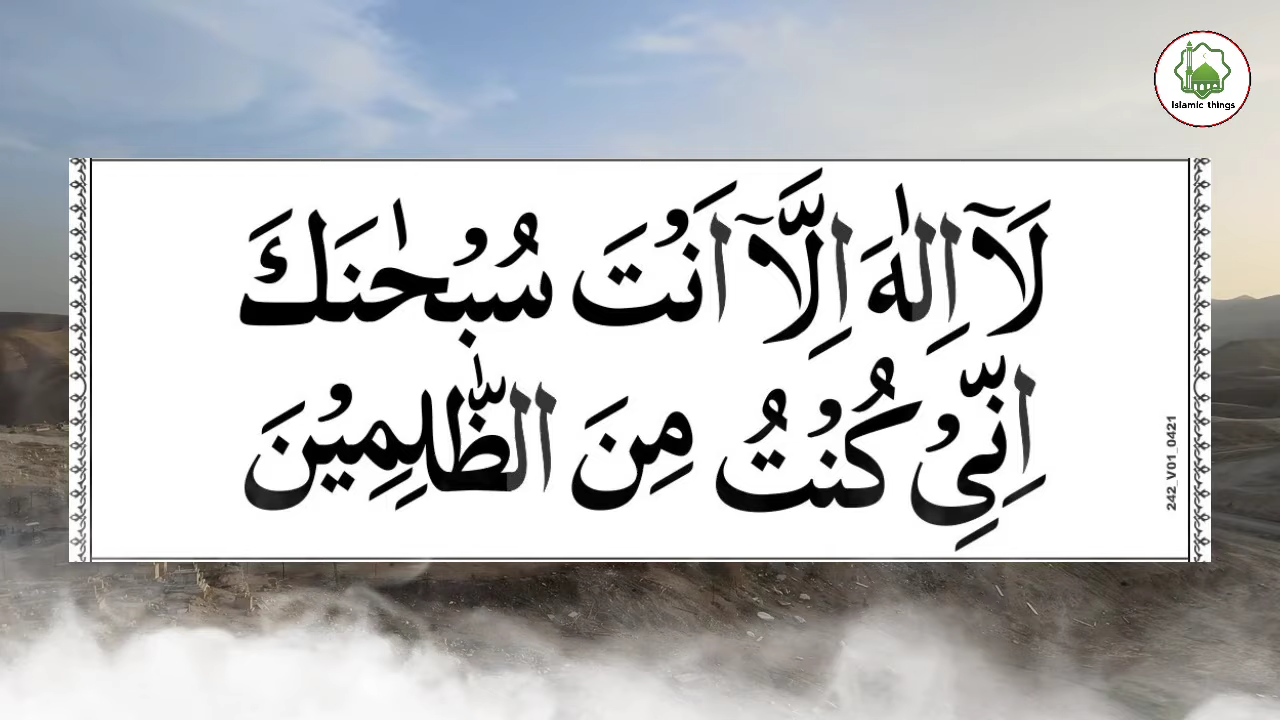 Islamic things
لَآ اِلٰهَ اِلَّآ اَنْتَ سُبْحٰنَكَ
اِنِّيْ كُنْتُ مِنَ الظّٰلِمِيْنَ
242_V01_0421